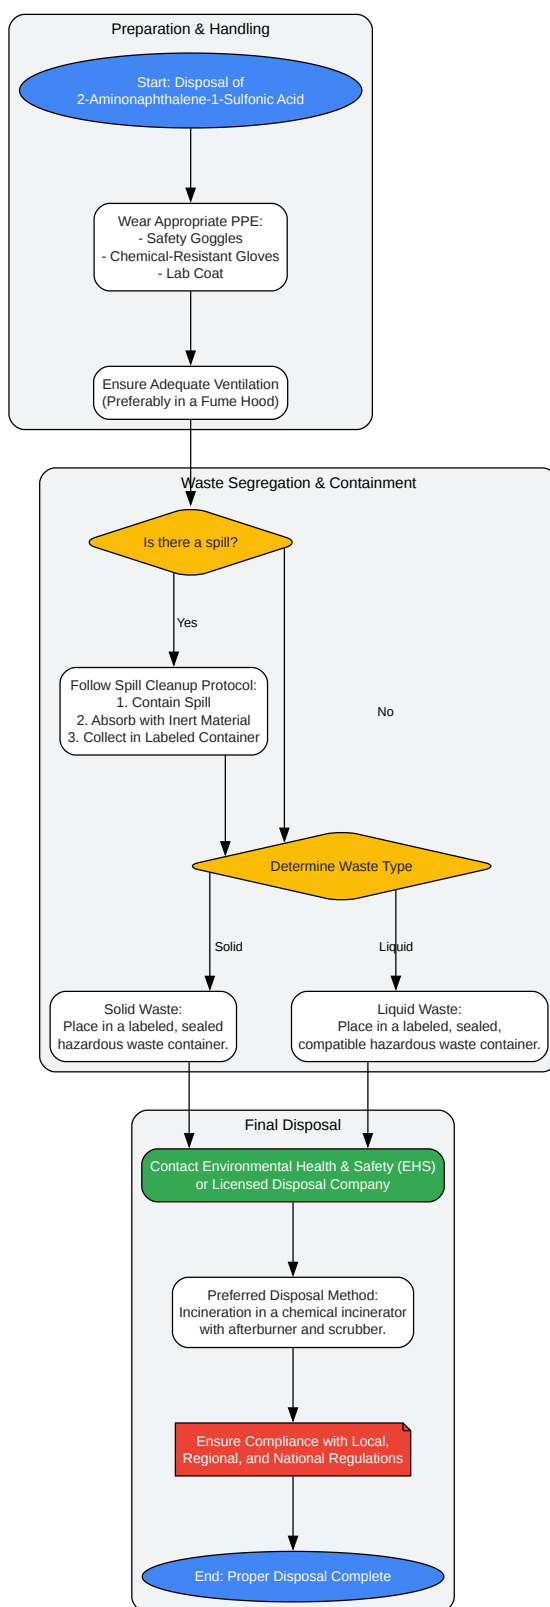 Preparation & Handling
Start: Disposal of
2-Aminonaphthalene-1-Sulfonic Acid
Wear Appropriate PPE:
- Safety Goggles
- Chemical-Resistant Gloves
- Lab Coat
Ensure Adequate Ventilation
(Preferably in a Fume Hood)
Waste Segregation & Containment
Is there a spill?
Yes
Follow Spill Cleanup Protocol:
1. Contain Spill
2. Absorb with Inert Material
3. Collect in Labeled Container
No
Determine Waste Type
Solid
Liquid
Solid Waste:
Place in a labeled, sealed
hazardous waste container.
Liquid Waste:
Place in a labeled, sealed,
compatible hazardous waste container.
Final Disposal
Contact Environmental Health & Safety (EHS)
or Licensed Disposal Company
Preferred Disposal Method:
Incineration in a chemical incinerator
with afterburner and scrubber.
Ensure Compliance with Local,
Regional, and National Regulations
End: Proper Disposal Complete